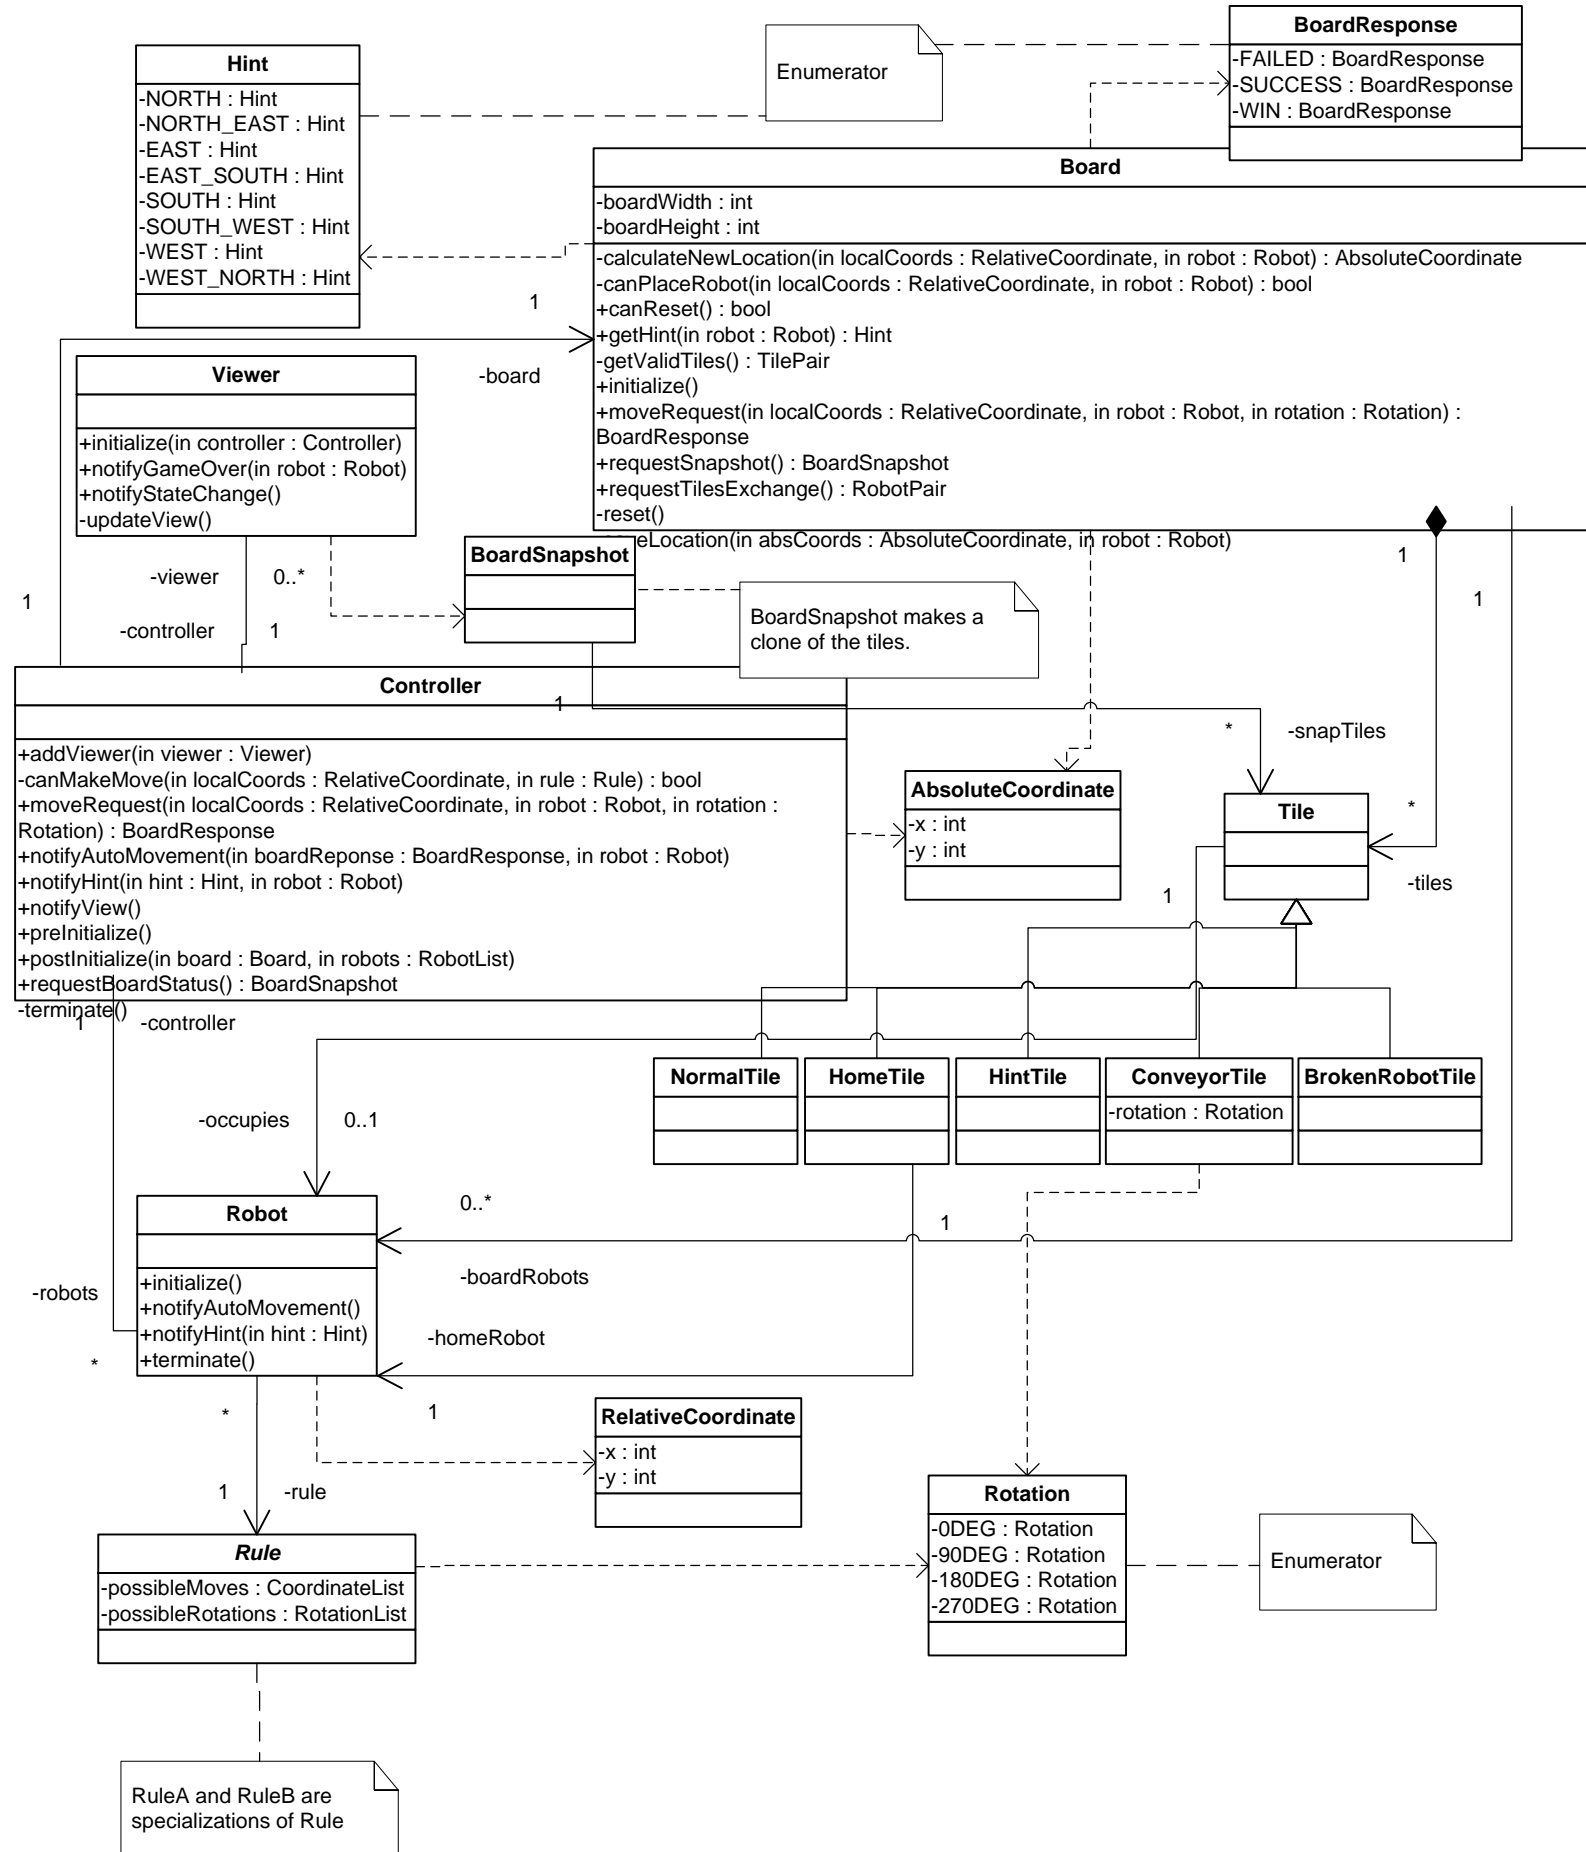 BoardResponse
-FAILED : BoardResponse
-SUCCESS : BoardResponse
-WIN : BoardResponse
Enumerator
Hint
-NORTH : Hint
-NORTH_EAST : Hint
-EAST : Hint
-EAST_SOUTH : Hint
-SOUTH : Hint
-SOUTH_WEST : Hint
-WEST : Hint
-WEST_NORTH : Hint
Board
-boardWidth : int
-boardHeight : int
-calculateNewLocation(in localCoords : RelativeCoordinate, in robot : Robot) : AbsoluteCoordinate
-canPlaceRobot(in localCoords : RelativeCoordinate, in robot : Robot) : bool
+canReset() : bool
+getHint(in robot : Robot) : Hint
-getValidTiles() : TilePair
+initialize()
+moveRequest(in localCoords : RelativeCoordinate, in robot : Robot, in rotation : Rotation) :
BoardResponse
+requestSnapshot() : BoardSnapshot
+requestTilesExchange() : RobotPair
-reset()
(in absCoords : AbsoluteCoordinate, in robot : Robot)
1
-board
Viewer
+initialize(in controller : Controller)
+notifyGameOver(in robot : Robot)
+notifyStateChange()
-updateView()
BoardSnapshot
1
1
-viewer
0..*
1
-controller
1
BoardSnapshot makes a
clone of the tiles.
Controller
1
+addViewer(in viewer : Viewer)
-canMakeMove(in localCoords : RelativeCoordinate, in rule : Rule) : bool
+moveRequest(in localCoords : RelativeCoordinate, in robot : Robot, in rotation :
Rotation) : BoardResponse
+notifyAutoMovement(in boardReponse : BoardResponse, in robot : Robot)
+notifyHint(in hint : Hint, in robot : Robot)
+notifyView()
+preInitialize()
+postInitialize(in board : Board, in robots : RobotList)
+requestBoardStatus() : BoardSnapshot
-terminate()
*
-snapTiles
AbsoluteCoordinate
-x : int
-y : int
Tile
*
-tiles
1
1
-controller
NormalTile
HomeTile
HintTile
ConveyorTile
-rotation : Rotation
BrokenRobotTile
-occupies
0..1
Robot
+initialize()
+notifyAutoMovement()
+notifyHint(in hint : Hint)
+terminate()
0..*
1
-boardRobots
-robots
*
-homeRobot
1
*
1
-rule
RelativeCoordinate
-x : int
-y : int
Rotation
-0DEG : Rotation
-90DEG : Rotation
-180DEG : Rotation
-270DEG : Rotation
Enumerator
Rule
-possibleMoves : CoordinateList
-possibleRotations : RotationList
RuleA and RuleB are
specializations of Rule